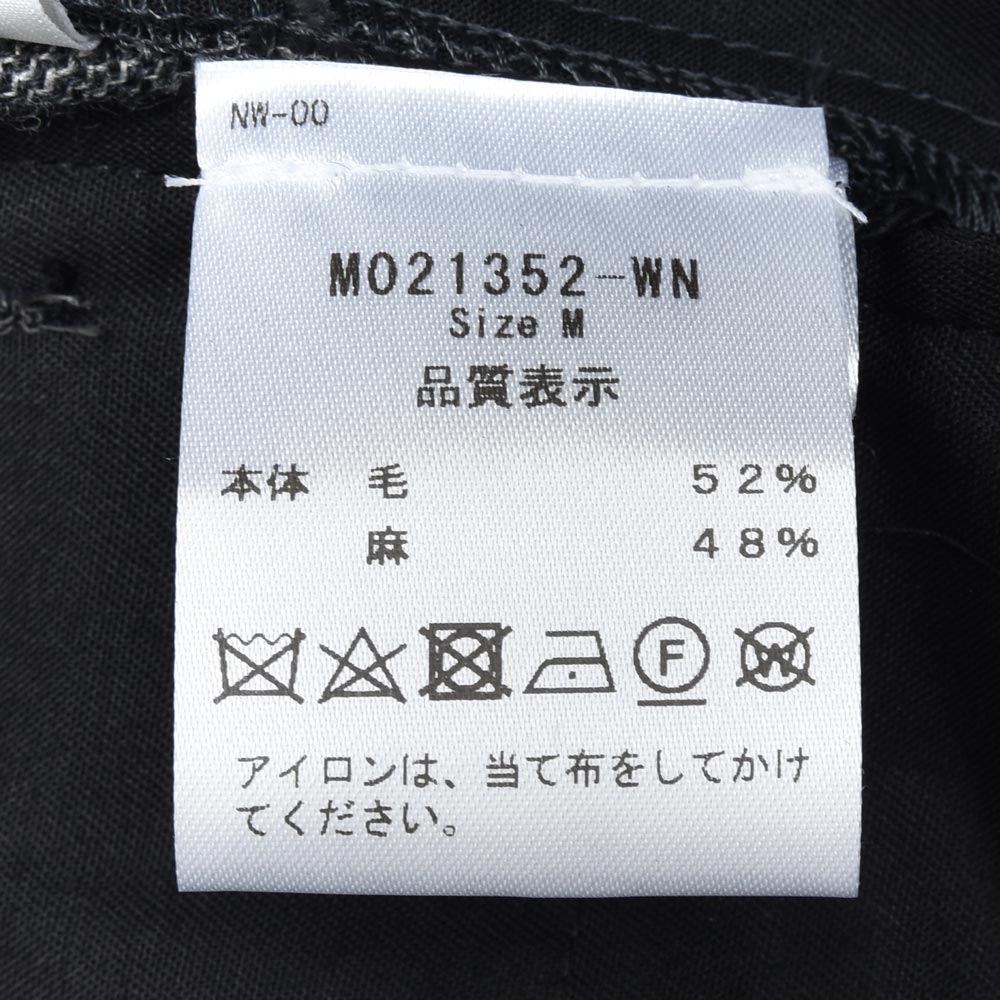 NW-00
M021352-WN
Size M
品質表示
本体 毛 52%
麻 48%
F
W
アイロンは、当て布をしてかけ
てください。